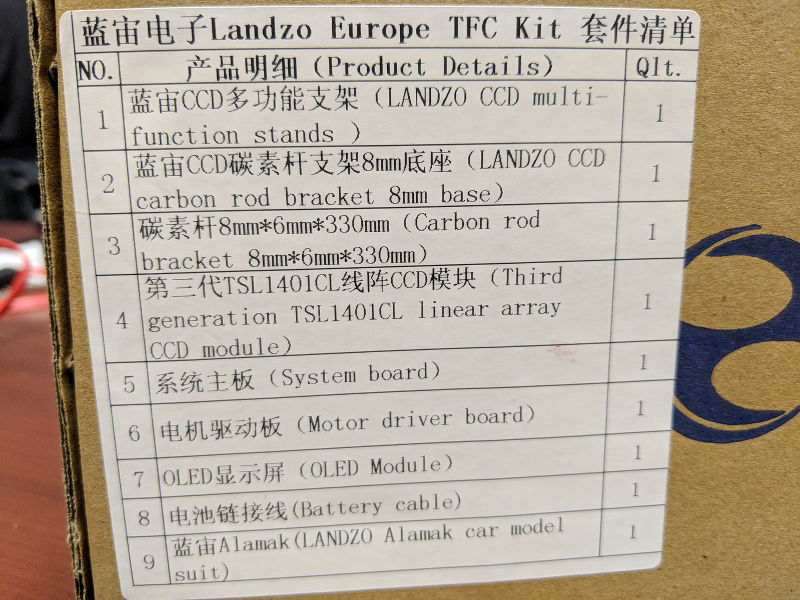 蓝宙电子Landzo Europe TFC Kit 套件清单
NO. 产品明细（Product Details） Qlt.
1 蓝宙CCD多功能支架（LANDZO CCD multi-
function stands ） 1
2 蓝宙CCD碳素杆支架8mm底座（LANDZO CCD
carbon rod bracket 8mm base） 1
3 碳素杆8mm*6mm*330mm（Carbon rod
bracket 8mm*6mm*330mm） 1
4 第三代TSL1401CL线阵CCD模块（Third
generation TSL1401CL linear array
CCD module） 1
5 系统主板（System board） 1
6 电机驱动板（Motor driver board） 1
7 OLED显示屏（OLED Module） 1
8 电池链接线(Battery cable) 1
9 蓝宙Alamak(LANDZO Alamak car model
suit) 1